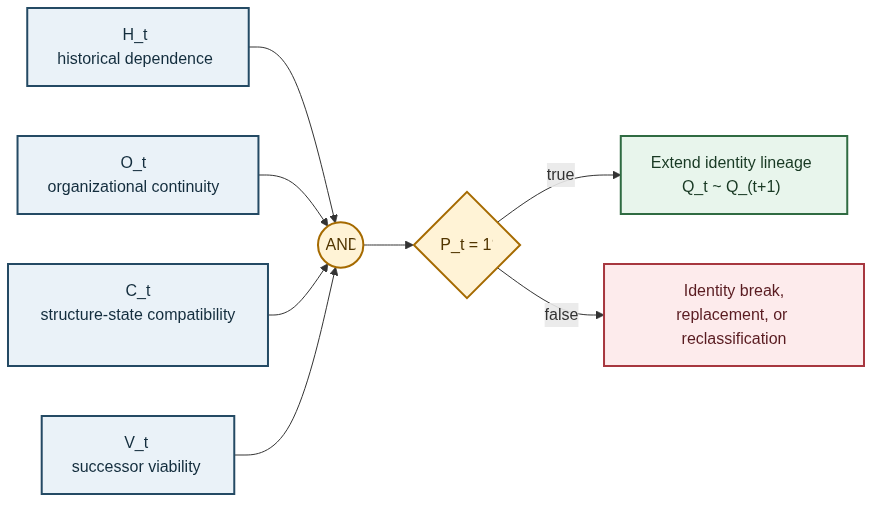 H_t
historical dependence
O_t
organizational continuity
C_t
structure-state compatibility
V_t
successor viability
AND
P_t = 1
true
false
Extend identity lineage
Q_t ~ Q_(t+1)
Identity break,
replacement, or
reclassification